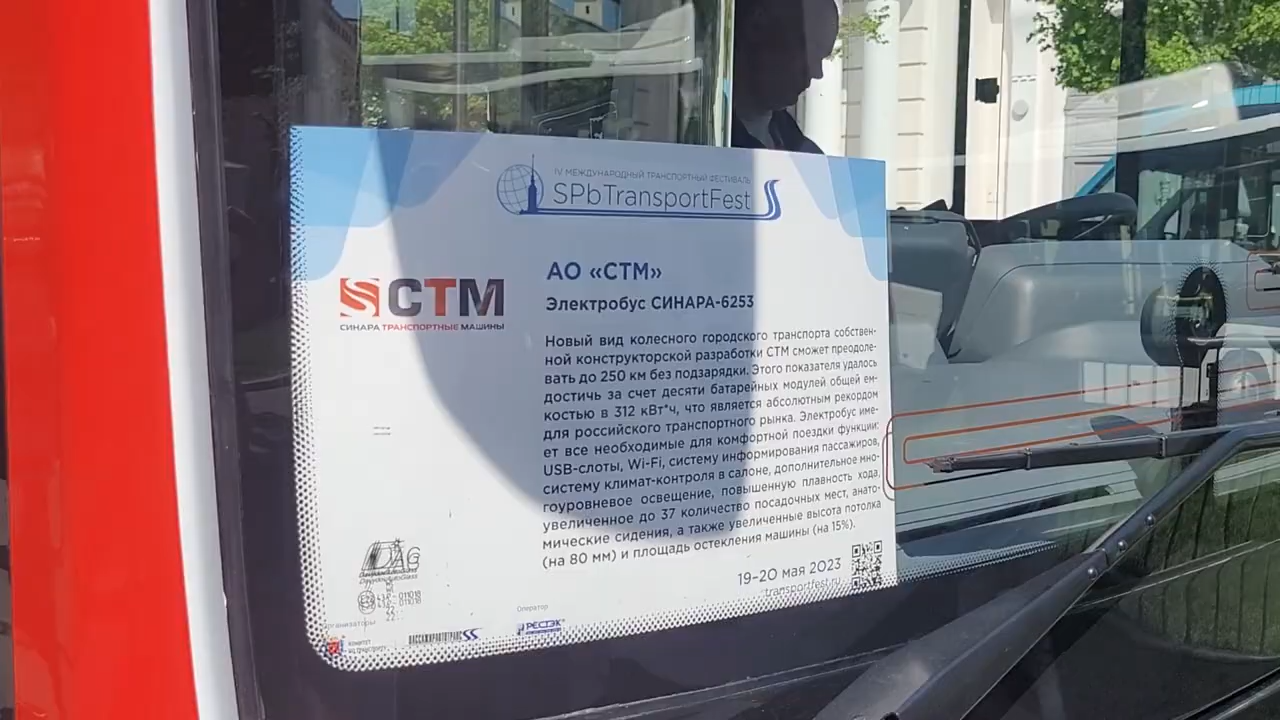 IV МЕЖДУНАРОДНЫЙ ТРАНСПОРТНЫЙ ФЕСТИВАЛЬ
SPbTransportFest
СТМ
СИНАРА ТРАНСПОРТНЫЕ МАШИНЫ
АО «СТМ»
Электробус СИНАРА-6253
Новый вид колесного городского транспорта собствен-
ной конструкторской разработки СТМ сможет преодоле-
вать до 250 км без подзарядки. Этого показателя удалось
достичь за счет десяти батарейных модулей общей ем-
костью в 312 кВт*ч, что является абсолютным рекордом
для российского транспортного рынка. Электробус име-
ет все необходимые для комфортной поездки функции:
USB-слоты, Wi-Fi, систему информирования пассажиров,
систему климат-контроля в салоне, дополнительное мно-
гоуровневое освещение, повышенную плавность хода,
увеличенное до 37 количество посадочных мест, анато-
мические сидения, а также увеличенные высота потолка
(на 80 мм) и площадь остекления машины (на 15%).
19-20 мая 2023
transportfest.ru
DAG
Организаторы
Оператор
КОМИТЕТ
ПО ТРАНСПОРТУ
ПАССАЖИРАВТОТРАНС
РЕСТЭК